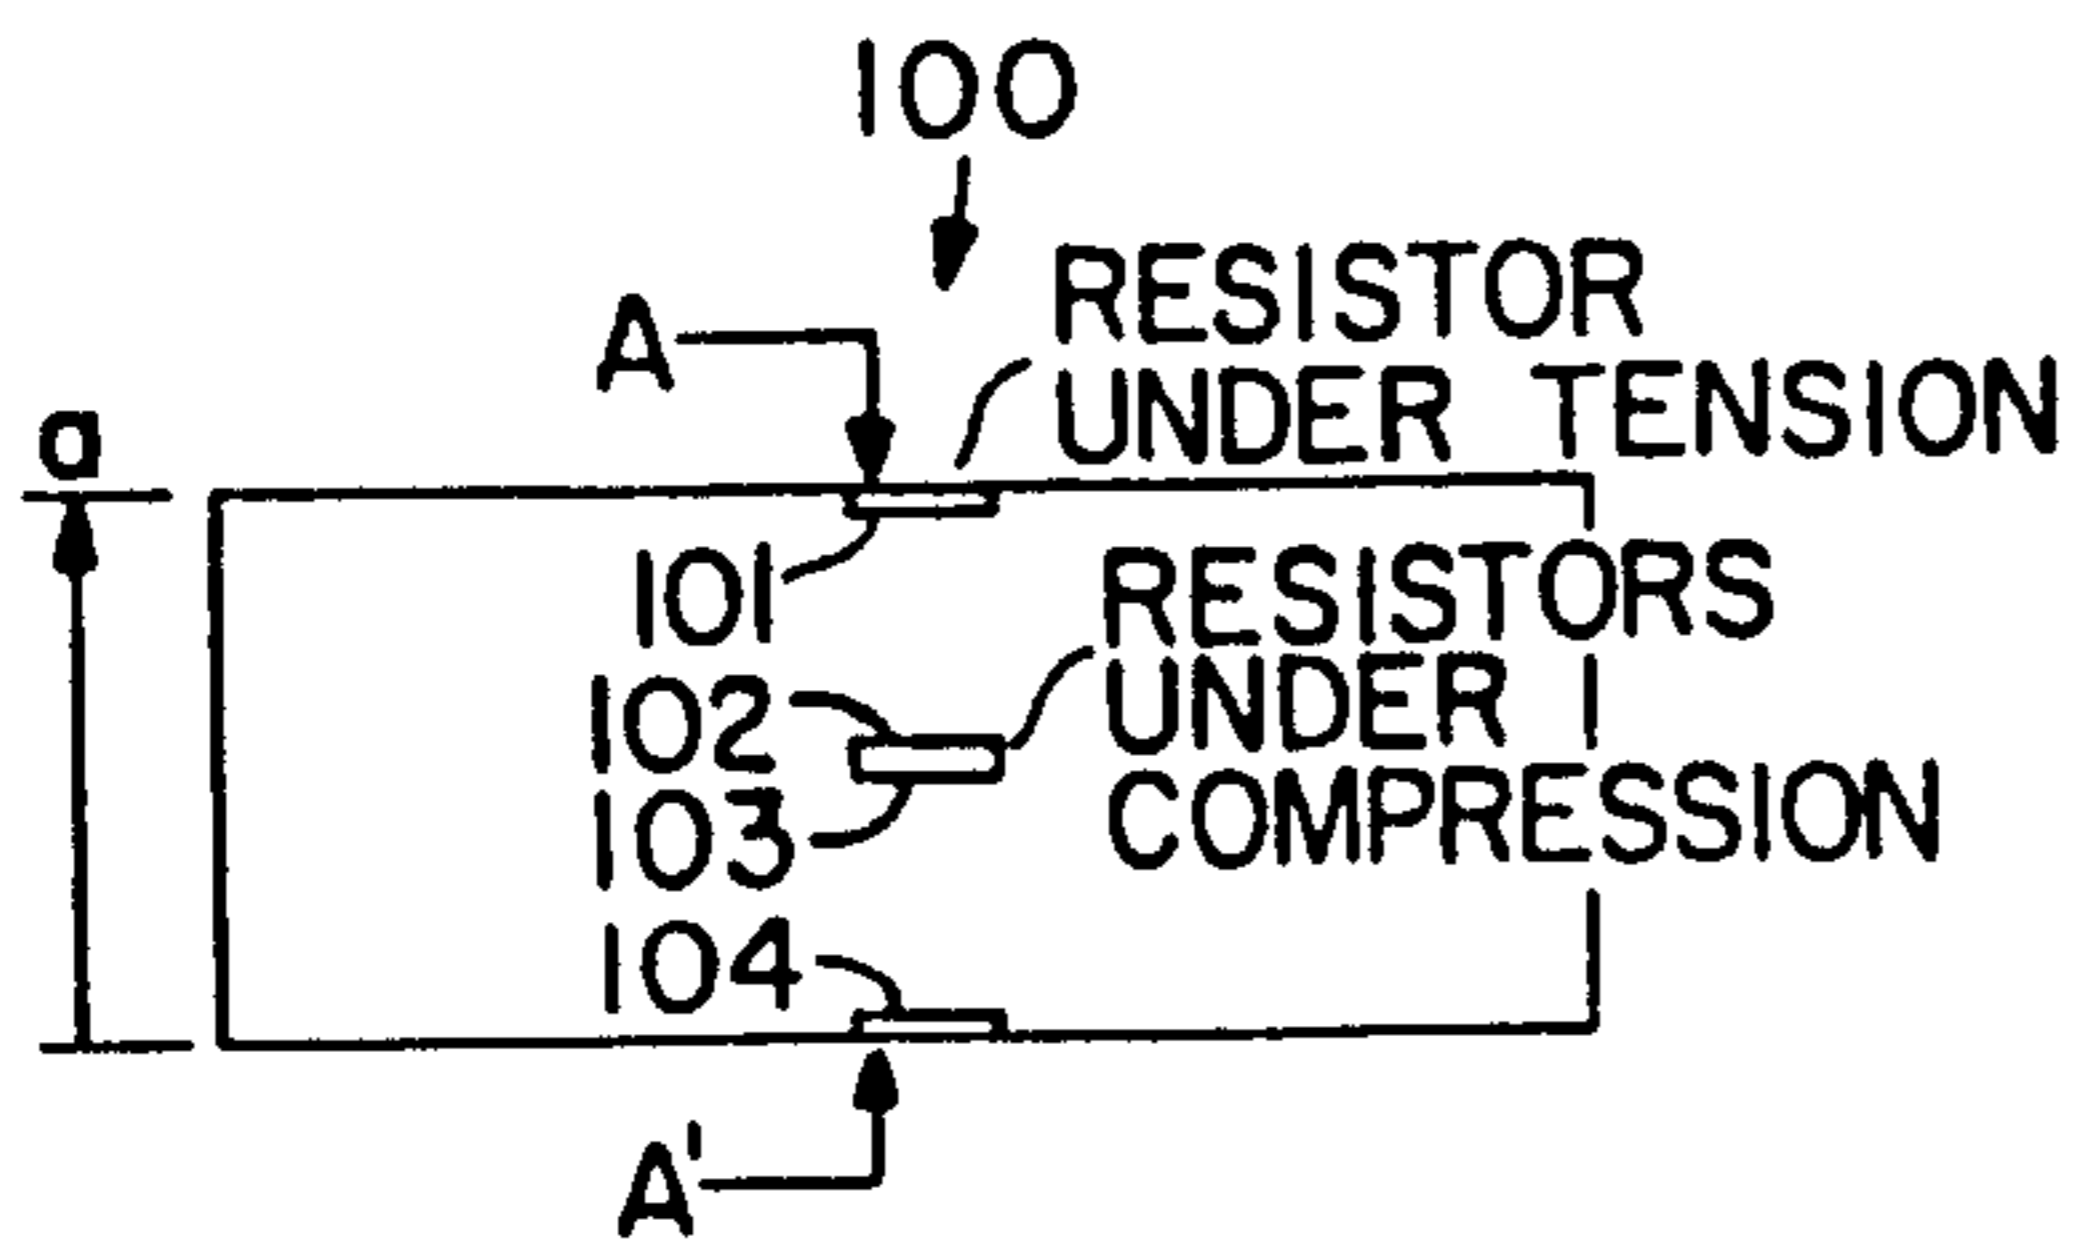 100
A
RESISTOR
UNDER TENSION
a
101
RESISTORS
UNDER
COMPRESSION
102
103
104
A'